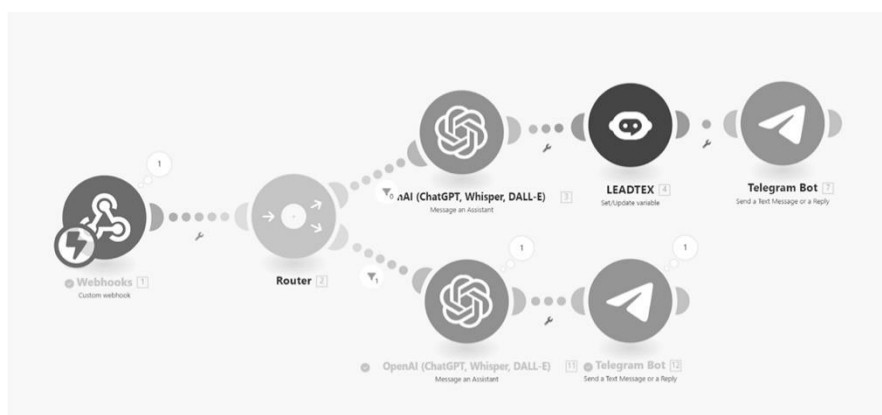 1
Webhooks 1
Custom webhook
Router 2
0
AI (ChatGPT, Whisper, DALL-E) 3
Message an Assistant
LEADTEX 4
Set/Update variable
Telegram Bot 7
Send a Text Message or a Reply
1
1
1
OpenAI (ChatGPT, Whisper, DALL-E) 11
Message an Assistant
Telegram Bot 12
Send a Text Message or a Reply